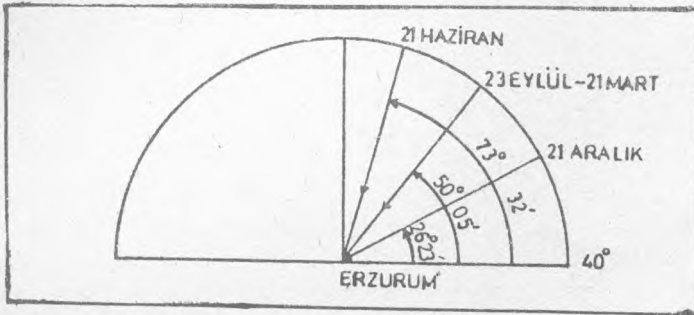 21 HAZİRAN
23 EYLÜL-21 MART
21 ARALIK
73° 32'
50° 05'
26° 23'
40°
ERZURUM